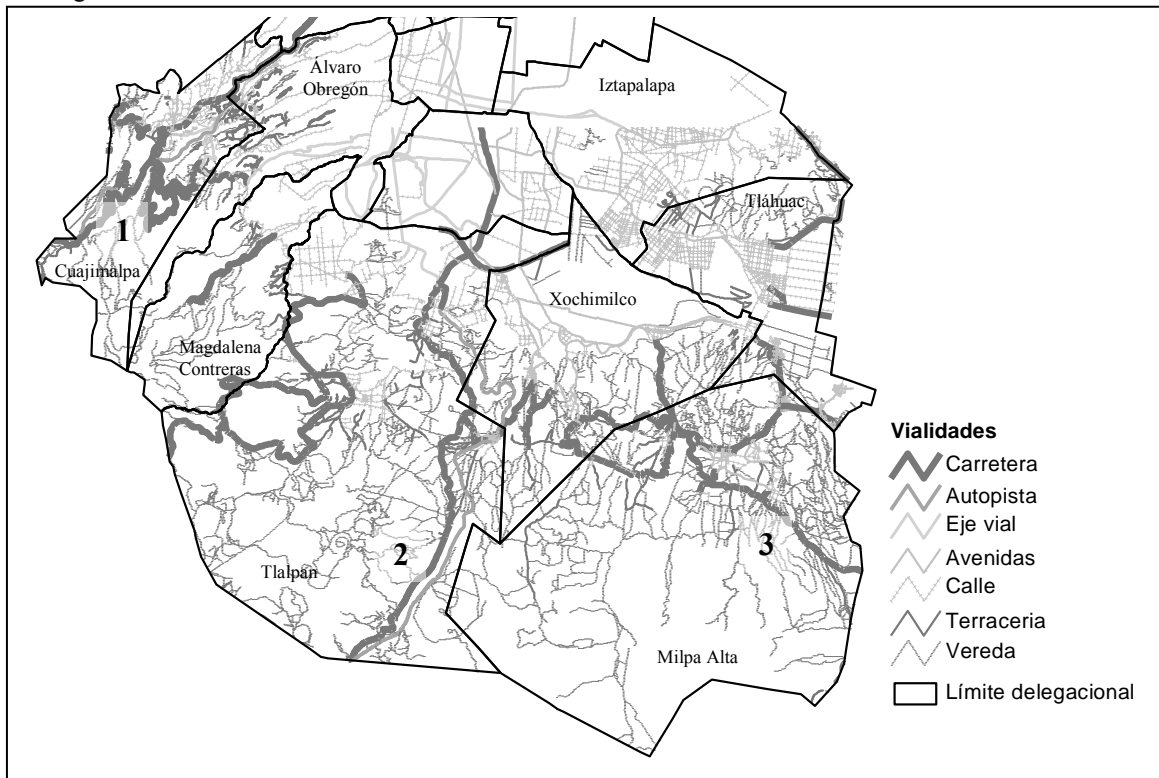 Álvaro
Obregón
Iztapalapa
Tláhuac
1
Cuajimalpa
Xochimilco
Magdalena
Contreras
Vialidades
Carretera
Autopista
Eje vial
Avenidas
Calle
Terraceria
Vereda
Límite delegacional
2
3
Tlalpan
Milpa Alta